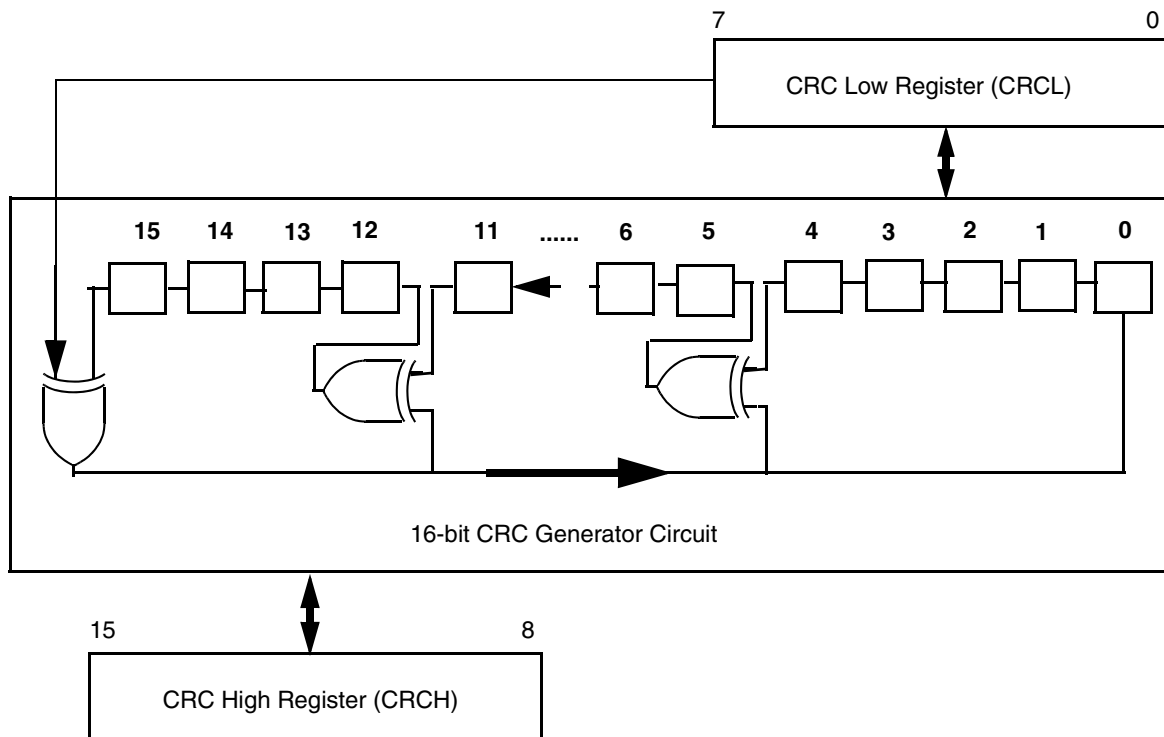 7 0
CRC Low Register (CRCL)
15 14 13 12 11 ...... 6 5 4 3 2 1 0
16-bit CRC Generator Circuit
15 8
CRC High Register (CRCH)